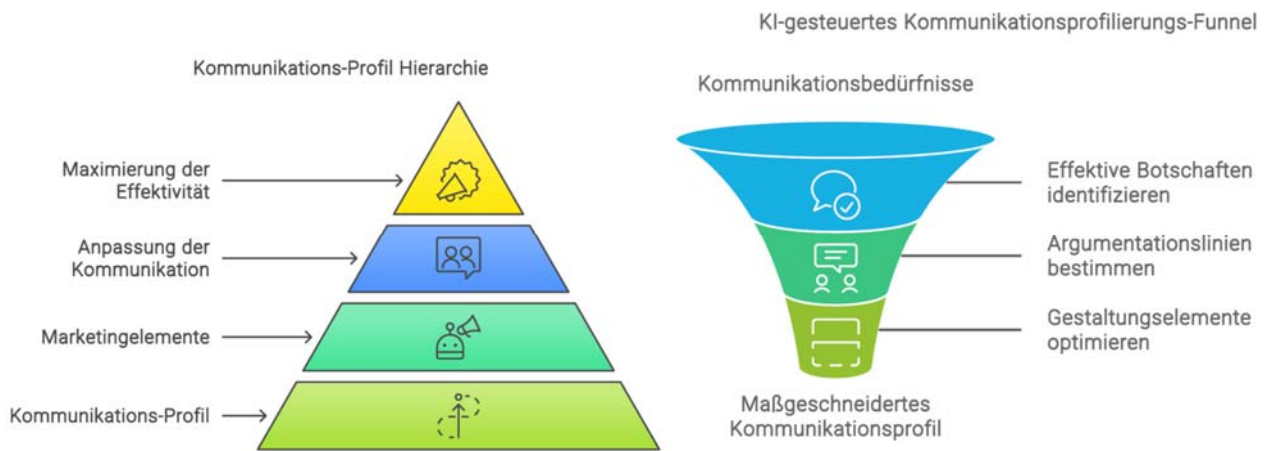 KI-gesteuertes Kommunikationsprofilierungs-Funnel
Kommunikations-Profil Hierarchie
Maximierung der
Effektivität
Anpassung der
Kommunikation
Marketingelemente
Kommunikations-Profil
Kommunikationsbedürfnisse
Effektive Botschaften
identifizieren
Argumentationslinien
bestimmen
Gestaltungselemente
optimieren
Maßgeschneidertes
Kommunikationsprofil